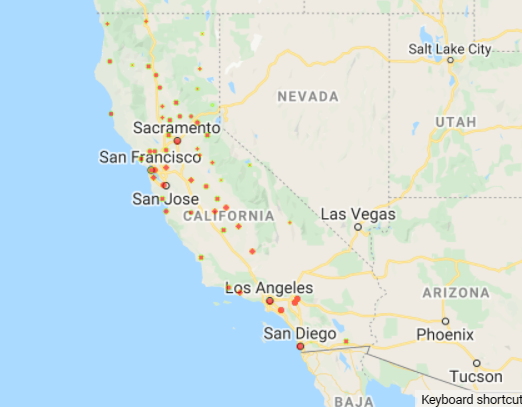 Salt Lake City
NEVADA
UTAH
Sacramento
San Francisco
San Jose
CALIFORNIA
Las Vegas
Los Angeles
ARIZONA
San Diego
Phoenix
Tucson
BAJA
Keyboard shortcut